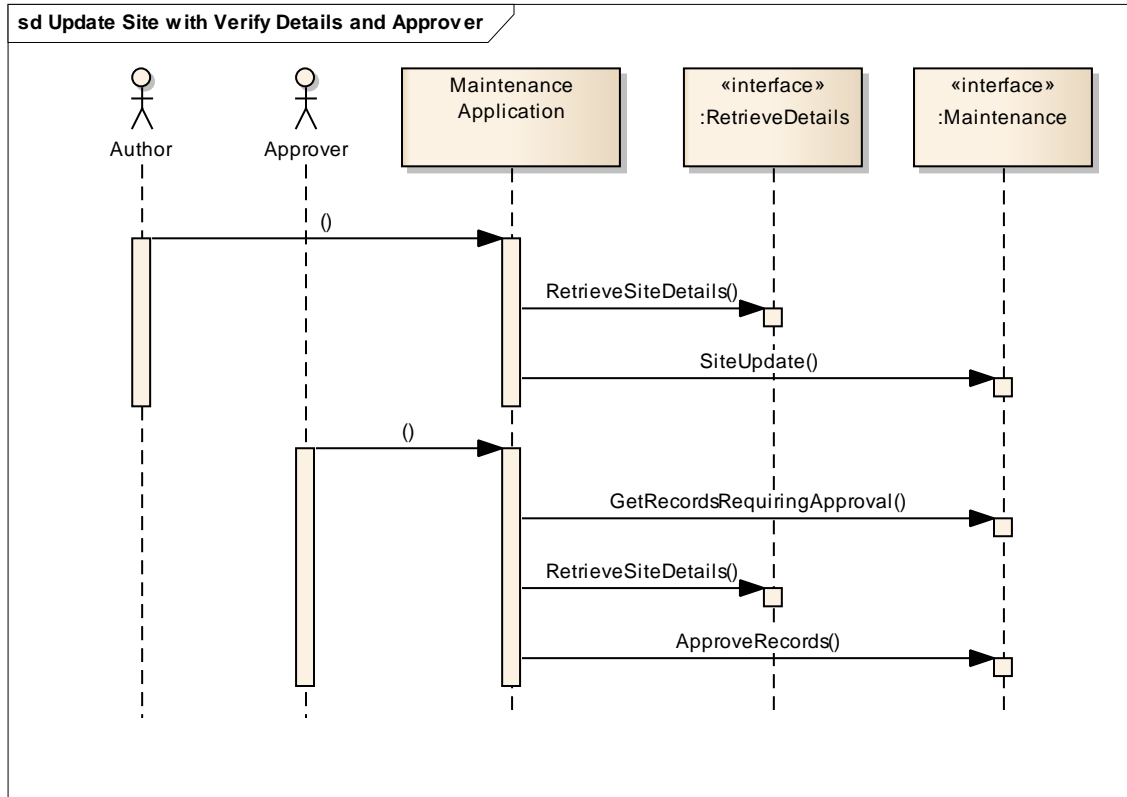 sd Update Site with Verify Details and Approver
Author
Approver
Maintenance
Application
«interface»
:RetrieveDetails
«interface»
:Maintenance
()
RetrieveSiteDetails()
SiteUpdate()
()
GetRecordsRequiringApproval()
RetrieveSiteDetails()
ApproveRecords()